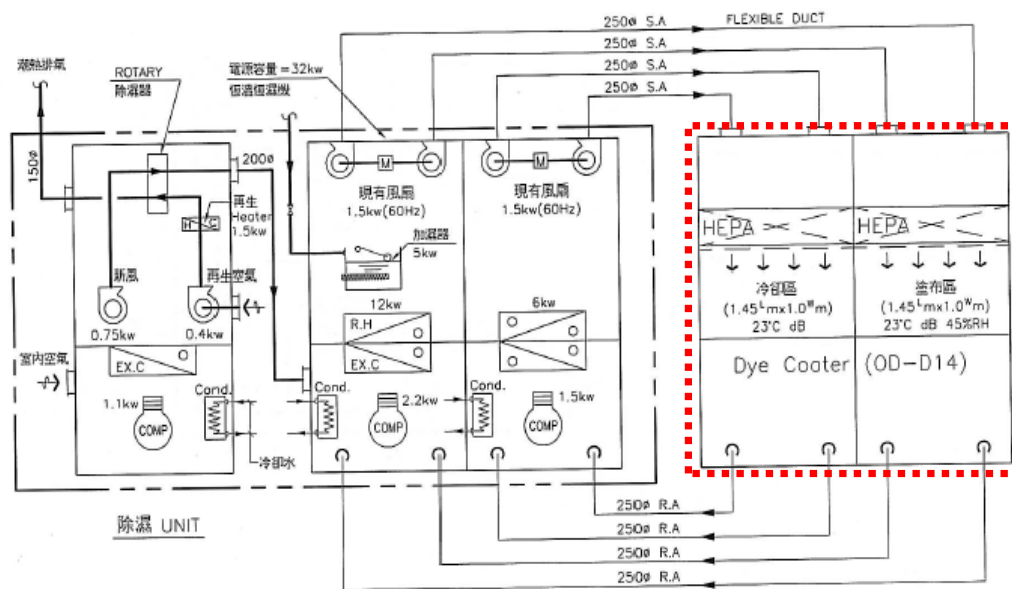 250ø S.A
FLEXIBLE DUCT
250ø S.A
250ø S.A
250ø S.A
潮熱排氣
ROTARY
除濕器
電源容量=32kw
恆溫恆濕機
150ø
200ø
M
M
現有風扇
1.5kw(60Hz)
現有風扇
1.5kw(60Hz)
再生
Heater
1.5kw
H
C
加濕器
5kw
新風
再生空氣
0.75kw
0.4kw
12kw
6kw
R.H
EX.C
EX.C
室內空氣
1.1kw
COMP
Cond.
Cond.
2.2kw
COMP
Cond.
1.5kw
COMP
冷卻水
除濕 UNIT
HEPA
HEPA
冷卻區
(1.45ᴸmx1.0ᵂm)
23℃ dB
塗布區
(1.45ᴸmx1.0ᵂm)
23℃ dB 45%RH
Dye Cooter (OD-D14)
250ø R.A
250ø R.A
250ø R.A
250ø R.A